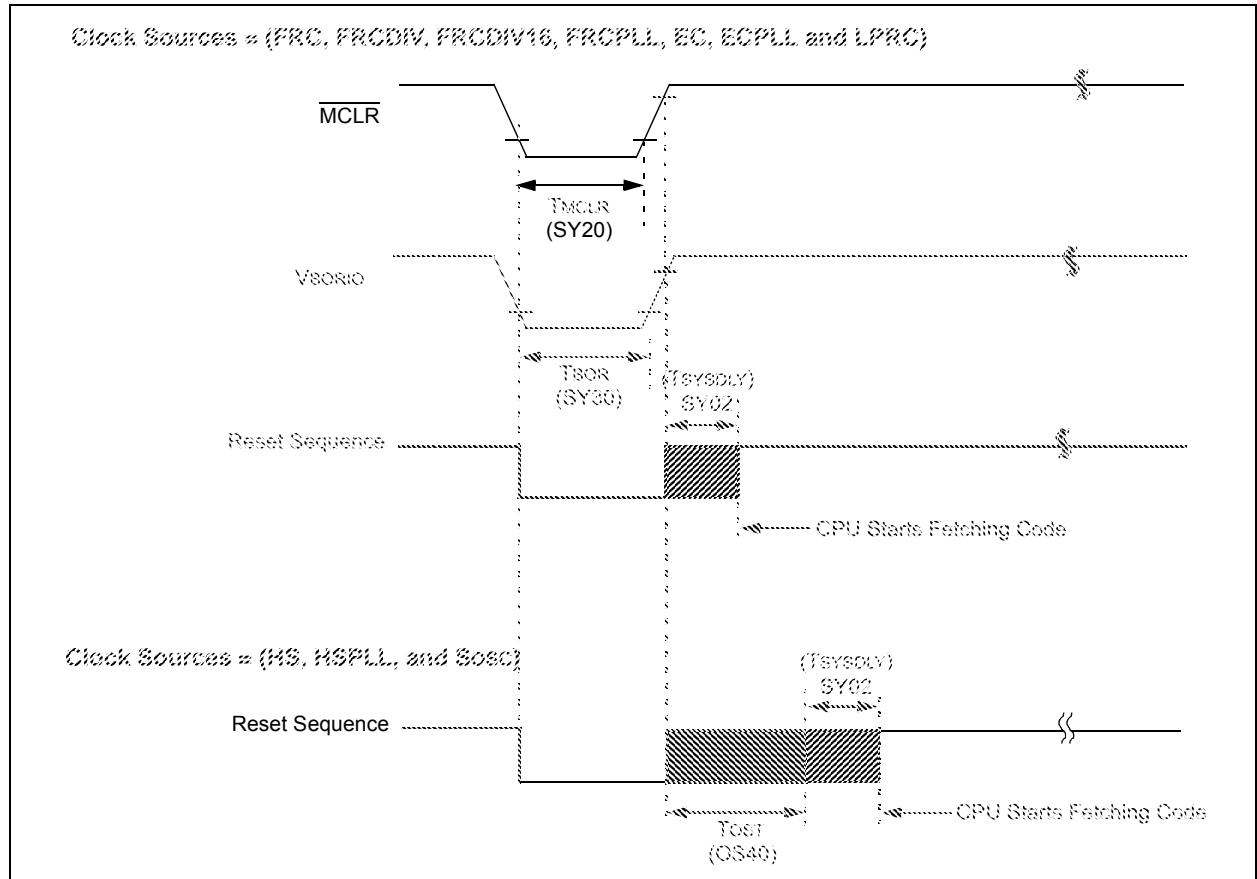 Clock Sources = (FRC, FRCDIV, FRCDIV16, FRCPLL, EC, ECPLL and LPRC)
MCLR
TMCLR
(SY20)
VBORIO
TBOR
(SY30)
(TSYSDLY)
SY02
Reset Sequence
CPU Starts Fetching Code
Clock Sources = (HS, HSPLL, and SOSC)
(TSYSDLY)
SY02
Reset Sequence
CPU Starts Fetching Code
TOST
(OS40)